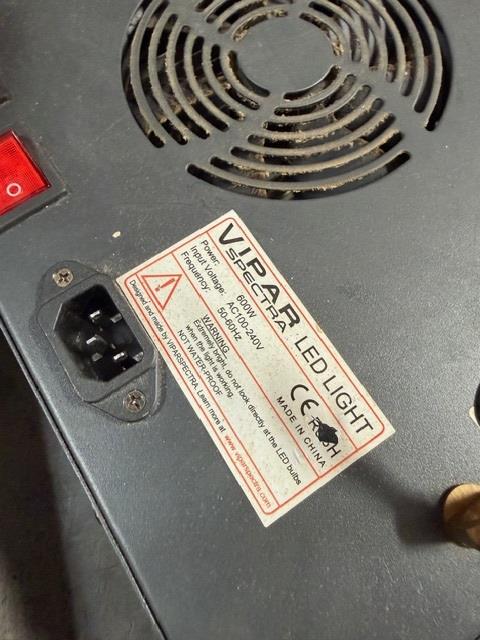 VIPAR
SPECTRA
LED LIGHT
Power: 600W
Input Voltage: AC100-240V
Frequency: 50-60Hz
WARNING
Extremely bright, do not look directly at the LED bulbs
when the light is working.
NOT WATER-PROOF
CE
MADE IN CHINA
Designed and made by VIPARSPECTRA. Learn more at www.viparspectra.com